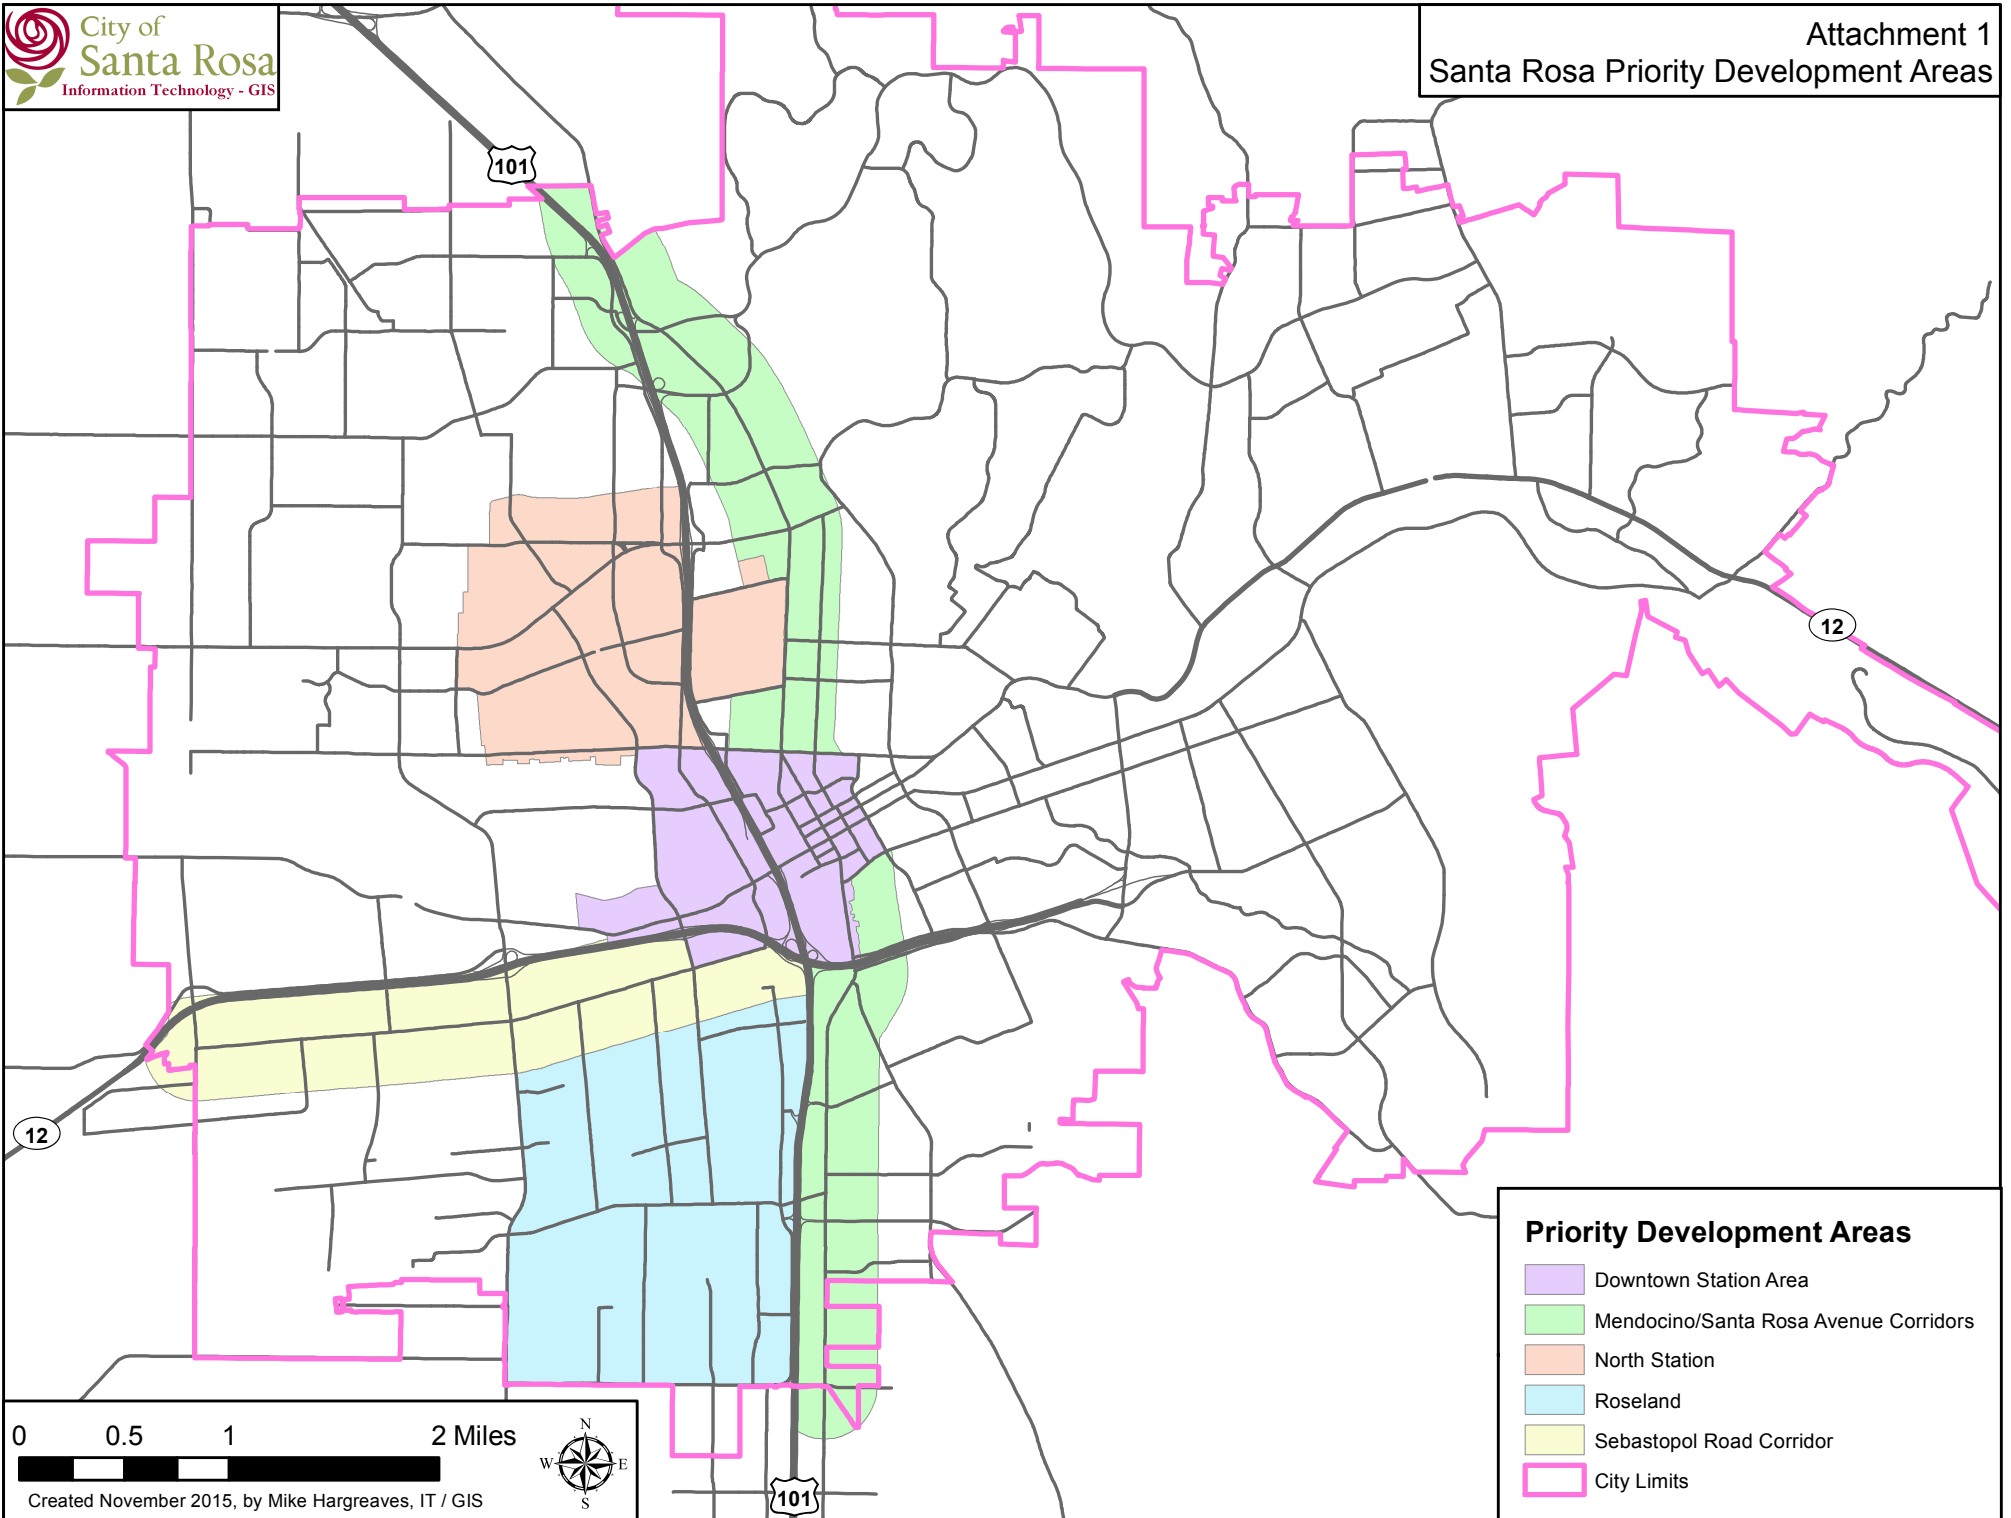 City of
Santa Rosa
Information Technology - GIS
Attachment 1
Santa Rosa Priority Development Areas
101
12
12
Priority Development Areas
Downtown Station Area
Mendocino/Santa Rosa Avenue Corridors
North Station
Roseland
Sebastopol Road Corridor
City Limits
0 0.5 1 2 Miles
N
W E
S
Created November 2015, by Mike Hargreaves, IT / GIS
101